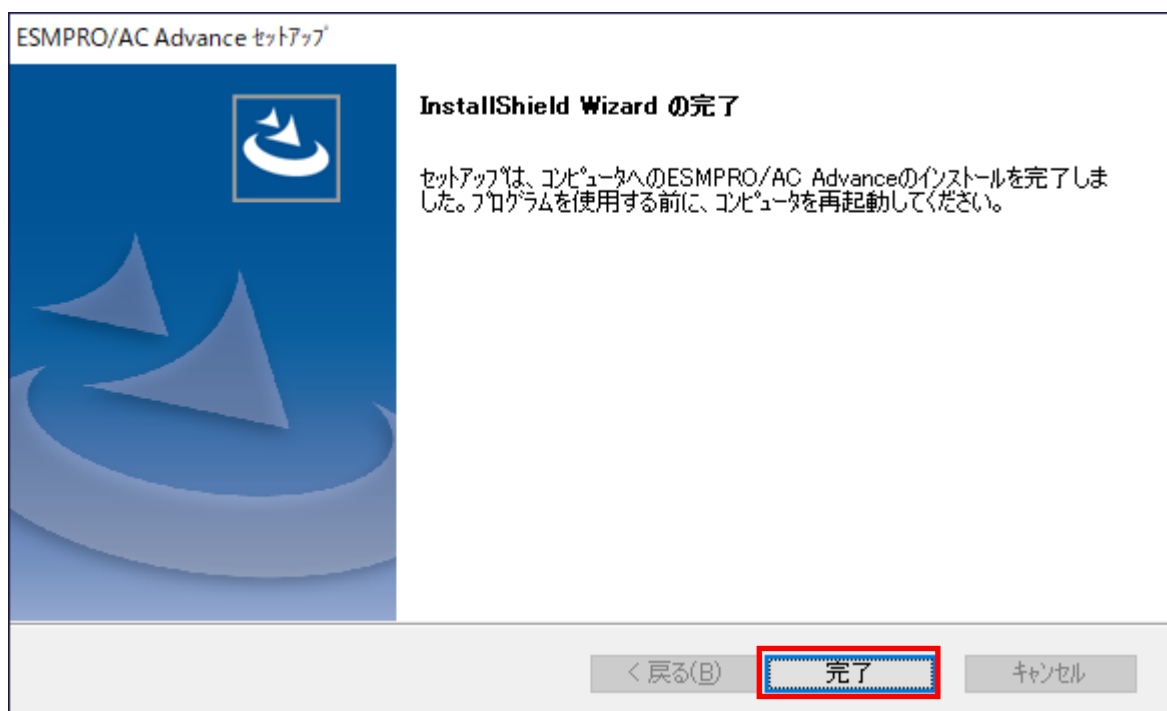 ESMPRO/AC Advance ｾｯﾄｱｯﾌﾟ
InstallShield Wizard の完了
ｾｯﾄｱｯﾌﾟは、ｺﾝﾋﾟｭｰﾀへのESMPRO/AC Advanceのｲﾝｽﾄｰﾙを完了しま
した。ﾌﾟﾛｸﾞﾗﾑを使用する前に、ｺﾝﾋﾟｭｰﾀを再起動してください。
< 戻る(B)
完了
ｷｬﾝｾﾙ